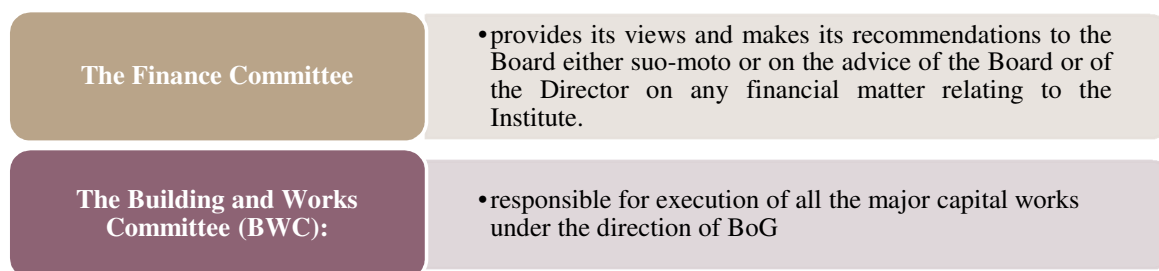 The Finance Committee
•provides its views and makes its recommendations to the
Board either suo-moto or on the advice of the Board or of
the Director on any financial matter relating to the
Institute.
The Building and Works
Committee (BWC):
•responsible for execution of all the major capital works
under the direction of BoG